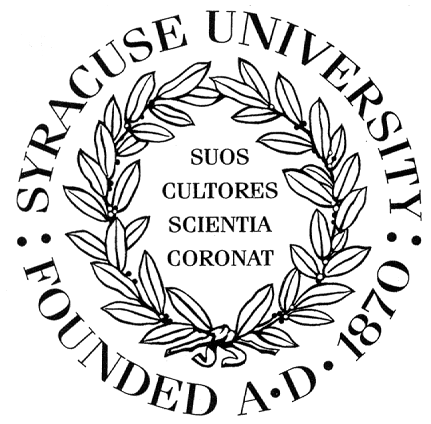 SYRACUSE UNIVERSITY
SUOS
CULTORES
SCIENTIA
CORONAT
: FOUNDED A•D•1870 :